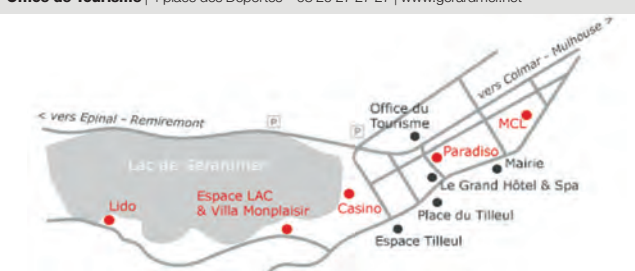 Office de Tourisme | 4 place des Déportés - 03 29 27 27 27 | www.gerardmer.net
vers Colmar - Mulhouse >
Office du
Tourisme
< vers Epinal - Remiremont
P
P
MCL
Paradiso
Mairie
Lac de Gérardmer
Le Grand Hôtel & Spa
Espace LAC
& Villa Monplaisir
Casino
Lido
Place du Tilleul
Espace Tilleul